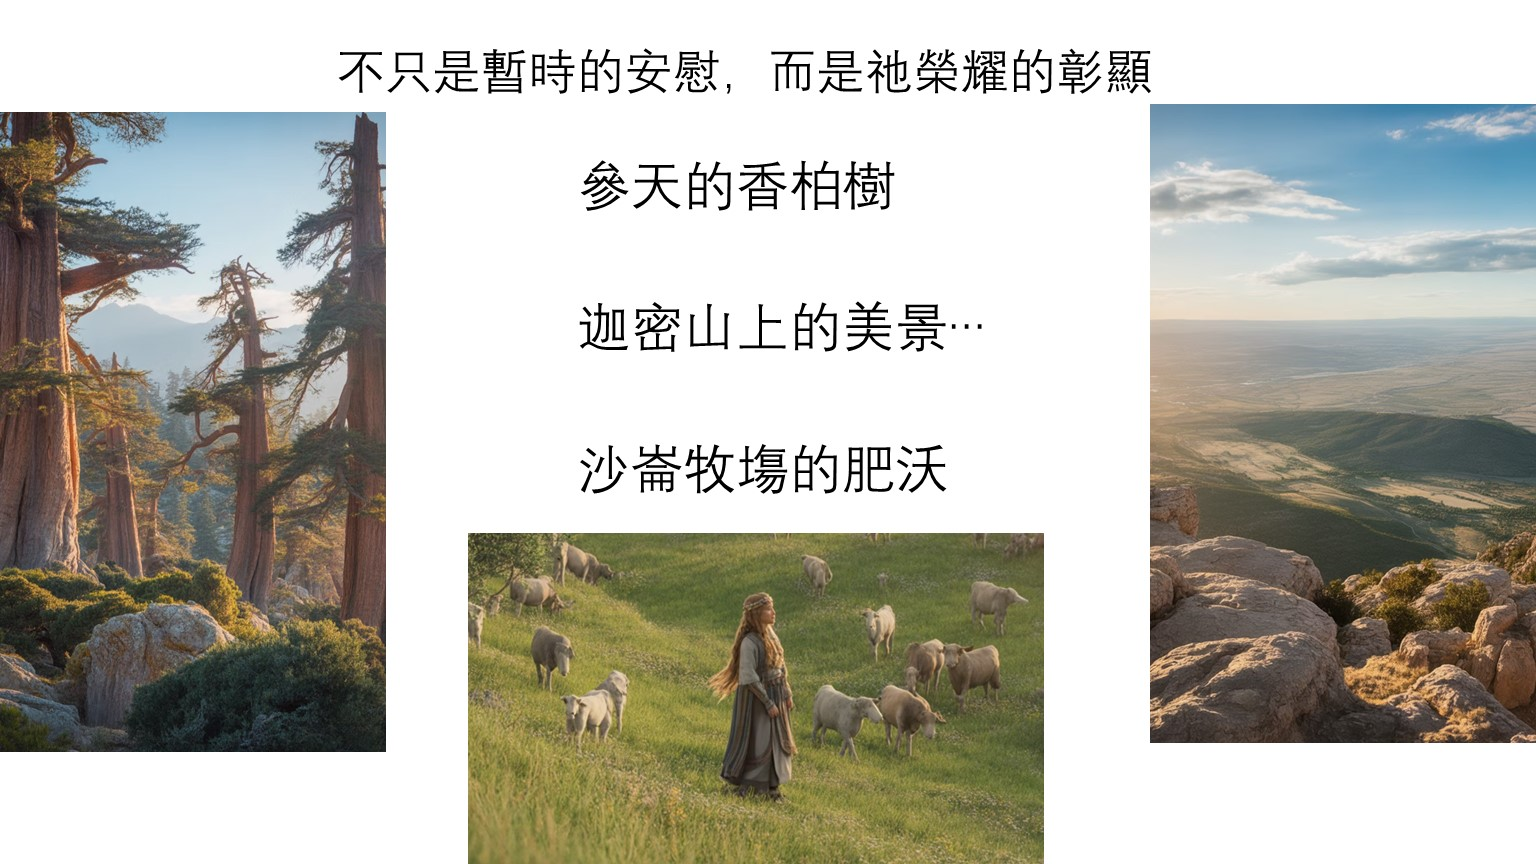 不只是暫時的安慰，而是祂榮耀的彰顯
參天的香柏樹
迦密山上的美景…
沙崙牧塲的肥沃